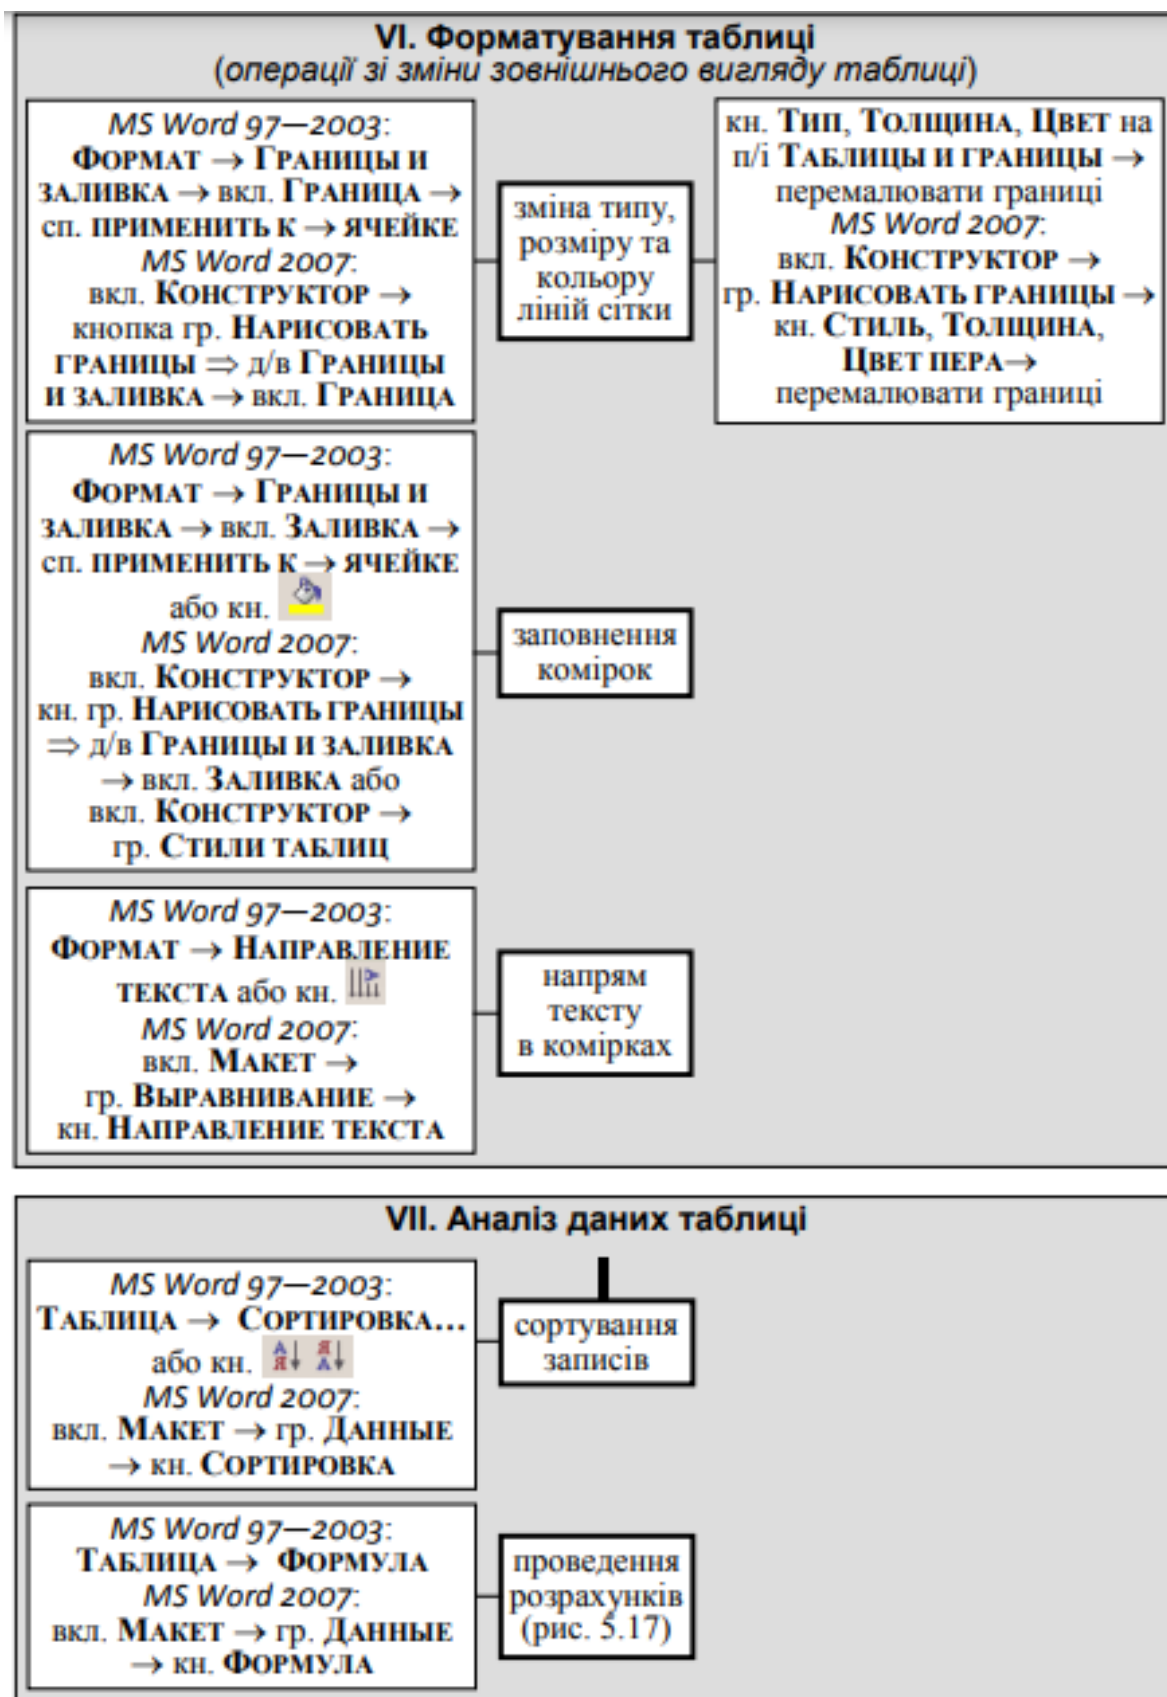 VI. Форматування таблиці
(операції зі зміни зовнішнього вигляду таблиці)
MS Word 97—2003:
ФОРМАТ → ГРАНИЦЫ И
ЗАЛИВКА → вкл. ГРАНИЦА →
сп. ПРИМЕНИТЬ К → ЯЧЕЙКЕ
MS Word 2007:
вкл. КОНСТРУКТОР →
кнопка гр. НАРИСОВАТЬ
ГРАНИЦЫ ⇒ д/в ГРАНИЦЫ
И ЗАЛИВКА → вкл. ГРАНИЦА
зміна типу,
розміру та
кольору
ліній сітки
кн. ТИП, ТОЛЩИНА, ЦВЕТ на
п/і ТАБЛИЦЫ И ГРАНИЦЫ →
перемалювати границі
MS Word 2007:
вкл. КОНСТРУКТОР →
гр. НАРИСОВАТЬ ГРАНИЦЫ →
кн. СТИЛЬ, ТОЛЩИНА,
ЦВЕТ ПЕРА→
перемалювати границі
MS Word 97—2003:
ФОРМАТ → ГРАНИЦЫ И
ЗАЛИВКА → вкл. ЗАЛИВКА →
сп. ПРИМЕНИТЬ К → ЯЧЕЙКЕ
або кн.
MS Word 2007:
вкл. КОНСТРУКТОР →
кн. гр. НАРИСОВАТЬ ГРАНИЦЫ
⇒ д/в ГРАНИЦЫ И ЗАЛИВКА
→ вкл. ЗАЛИВКА або
вкл. КОНСТРУКТОР →
гр. СТИЛИ ТАБЛИЦ
заповнення
комірок
MS Word 97—2003:
ФОРМАТ → НАПРАВЛЕНИЕ
ТЕКСТА або кн.
MS Word 2007:
вкл. МАКЕТ →
гр. ВЫРАВНИВАНИЕ →
кн. НАПРАВЛЕНИЕ ТЕКСТА
напрям
тексту
в комірках
VII. Аналіз даних таблиці
MS Word 97—2003:
ТАБЛИЦА → СОРТИРОВКА...
або кн. А Я↓ Я А↓
MS Word 2007:
вкл. МАКЕТ → гр. ДАННЫЕ
→ кн. СОРТИРОВКА
сортування
записів
MS Word 97—2003:
ТАБЛИЦА → ФОРМУЛА
MS Word 2007:
вкл. МАКЕТ → гр. ДАННЫЕ
→ кн. ФОРМУЛА
проведення
розрахунків
(рис. 5.17)